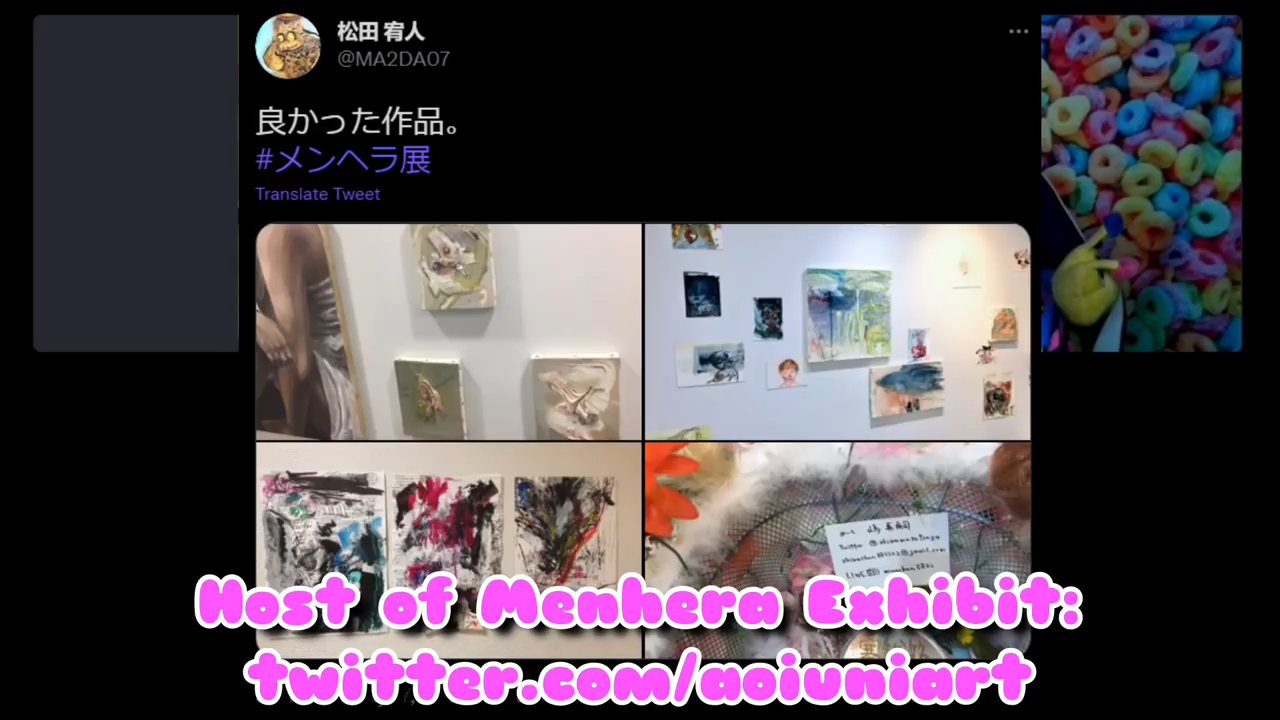 松田 宥人
@MA2DA07
良かった作品。
#メンヘラ展
Translate Tweet
Host of Menhera Exhibit:
twitter.com/aoiuniart